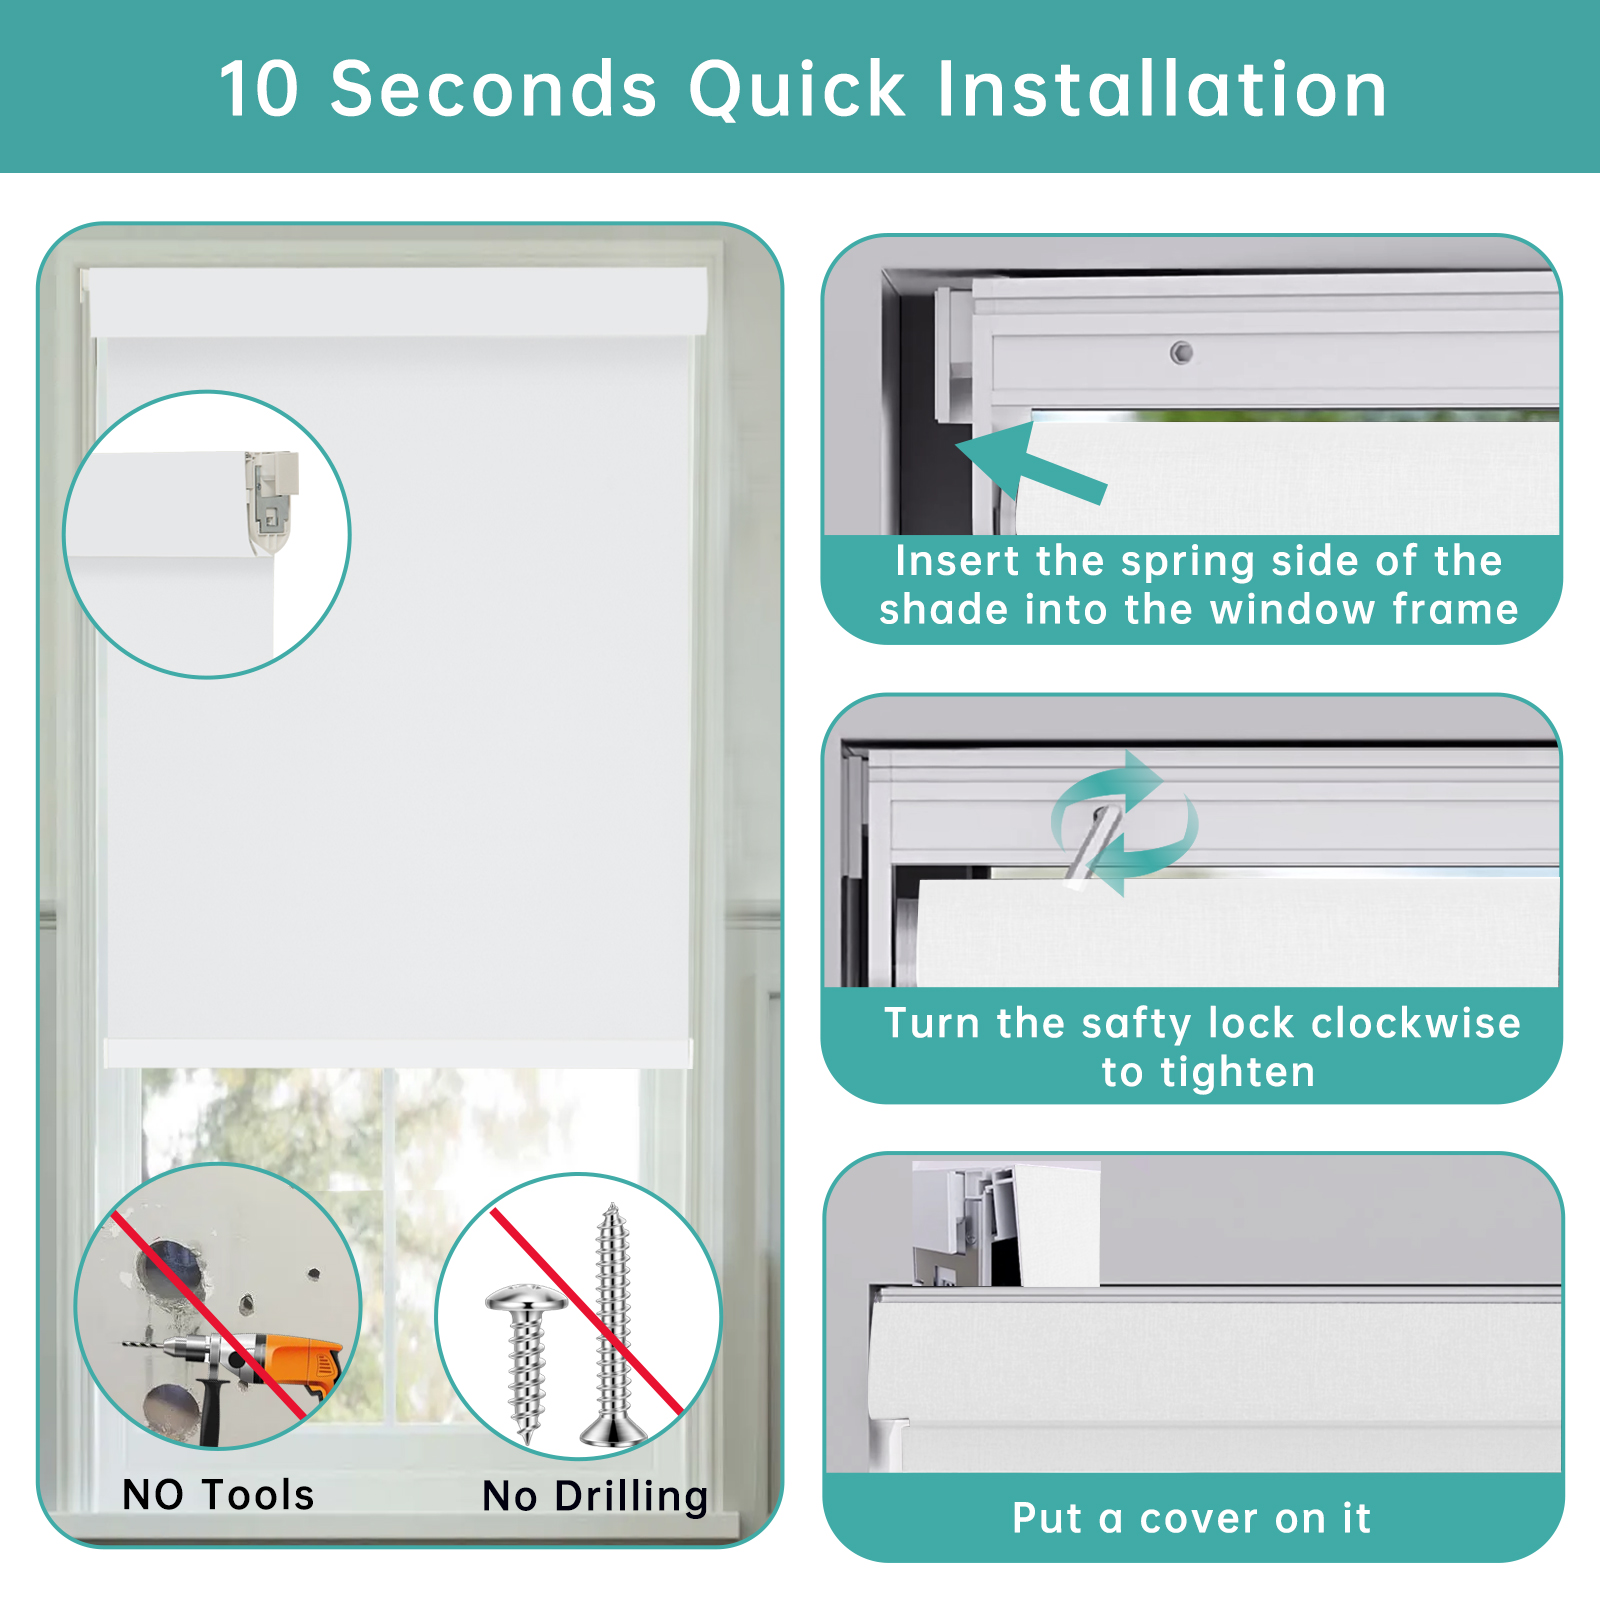 10 Seconds Quick Installation
Insert the spring side of the
shade into the window frame
Turn the safty lock clockwise
to tighten
NO Tools
No Drilling
Put a cover on it